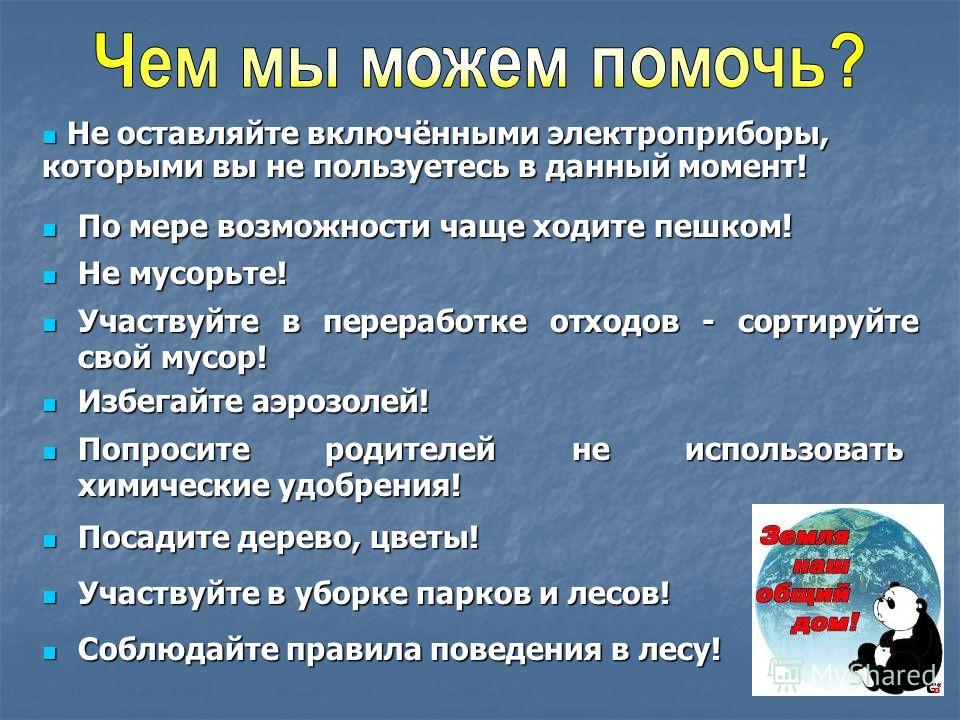 Чем мы можем помочь?
Не оставляйте включёнными электроприборы,
которыми вы не пользуетесь в данный момент!
По мере возможности чаще ходите пешком!
Не мусорьте!
Участвуйте в переработке отходов - сортируйте
свой мусор!
Избегайте аэрозолей!
Попросите родителей не использовать
химические удобрения!
Посадите дерево, цветы!
Участвуйте в уборке парков и лесов!
Соблюдайте правила поведения в лесу!
Земля
наш
общий
дом!
MyShared